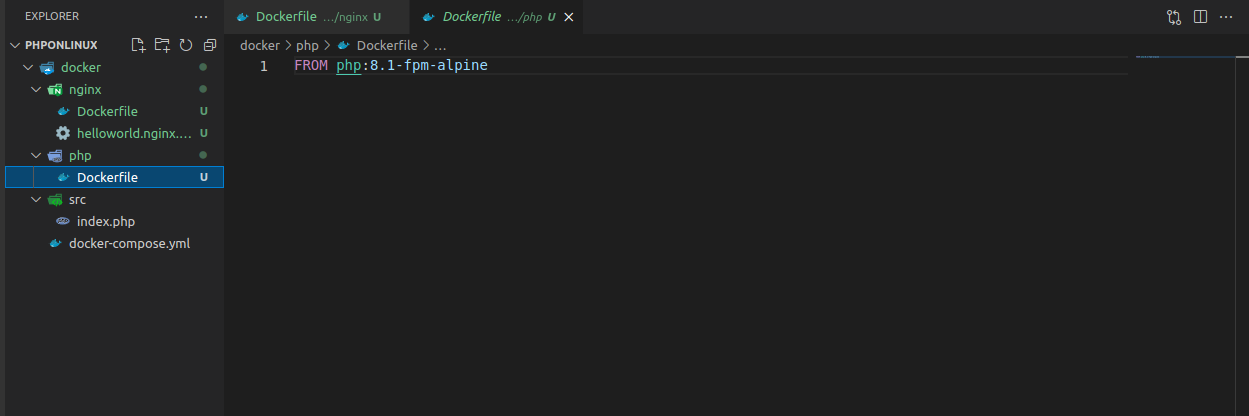 EXPLORER ···
PHPONLINUX
docker
nginx
Dockerfile U
helloworld.nginx.... U
php
Dockerfile U
src
index.php
docker-compose.yml
Dockerfile .../nginx U
Dockerfile .../php U
docker > php > Dockerfile > ...
1 FROM php:8.1-fpm-alpine